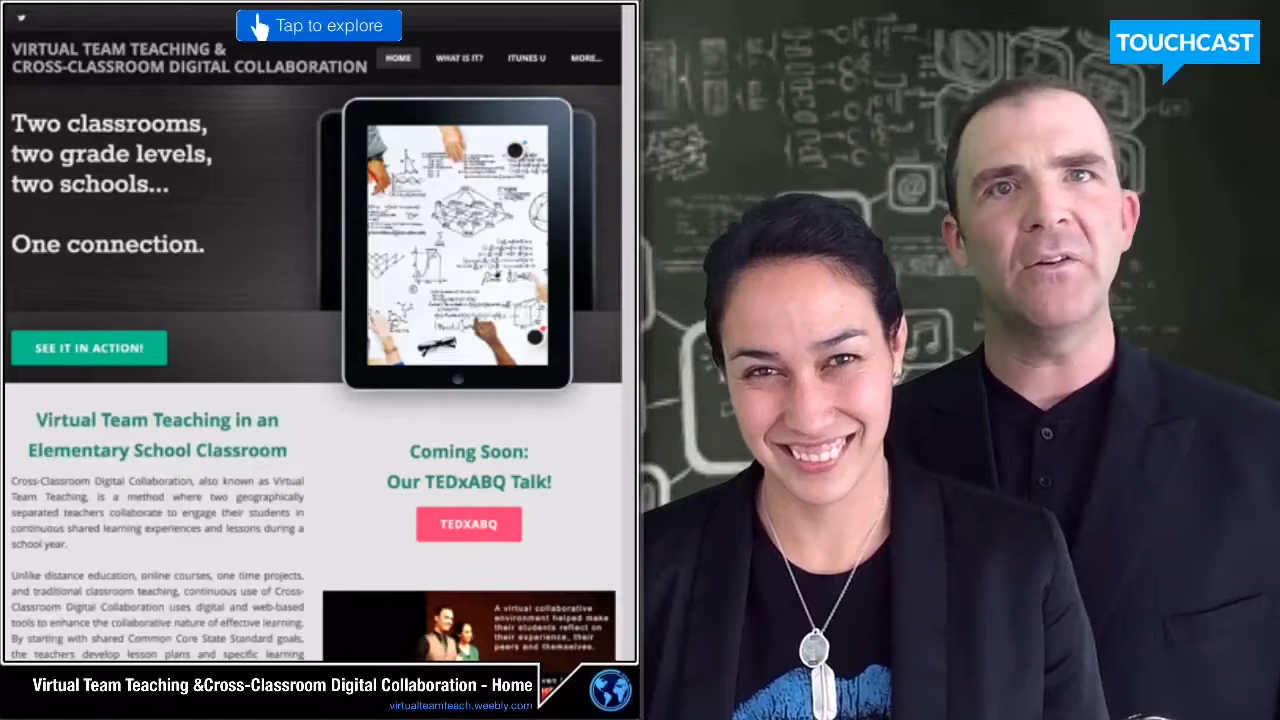 Tap to explore
TOUCHCAST
VIRTUAL TEAM TEACHING &
CROSS-CLASSROOM DIGITAL COLLABORATION
HOME
WHAT IS IT?
ITUNES U
MORE...
Two classrooms,
two grade levels,
two schools...
One connection.
SEE IT IN ACTION!
Virtual Team Teaching in an
Elementary School Classroom
Cross-Classroom Digital Collaboration, also known as Virtual
Team Teaching, is a method where two geographically
separated teachers collaborate to engage their students in
continuous shared learning experiences and lessons during a
school year.
Unlike distance education, online courses, one time projects,
and traditional classroom teaching, continuous use of Cross-
Classroom Digital Collaboration uses digital and web-based
tools to enhance the collaborative nature of effective learning.
By starting with shared Common Core State Standard goals,
the teachers develop lesson plans and specific learning
Coming Soon:
Our TEDxABQ Talk!
TEDXABQ
A virtual collaborative
environment helped make
their students reflect on
their experience, their
peers and themselves.
Virtual Team Teaching &Cross-Classroom Digital Collaboration - Home
virtualteamteach.weebly.com